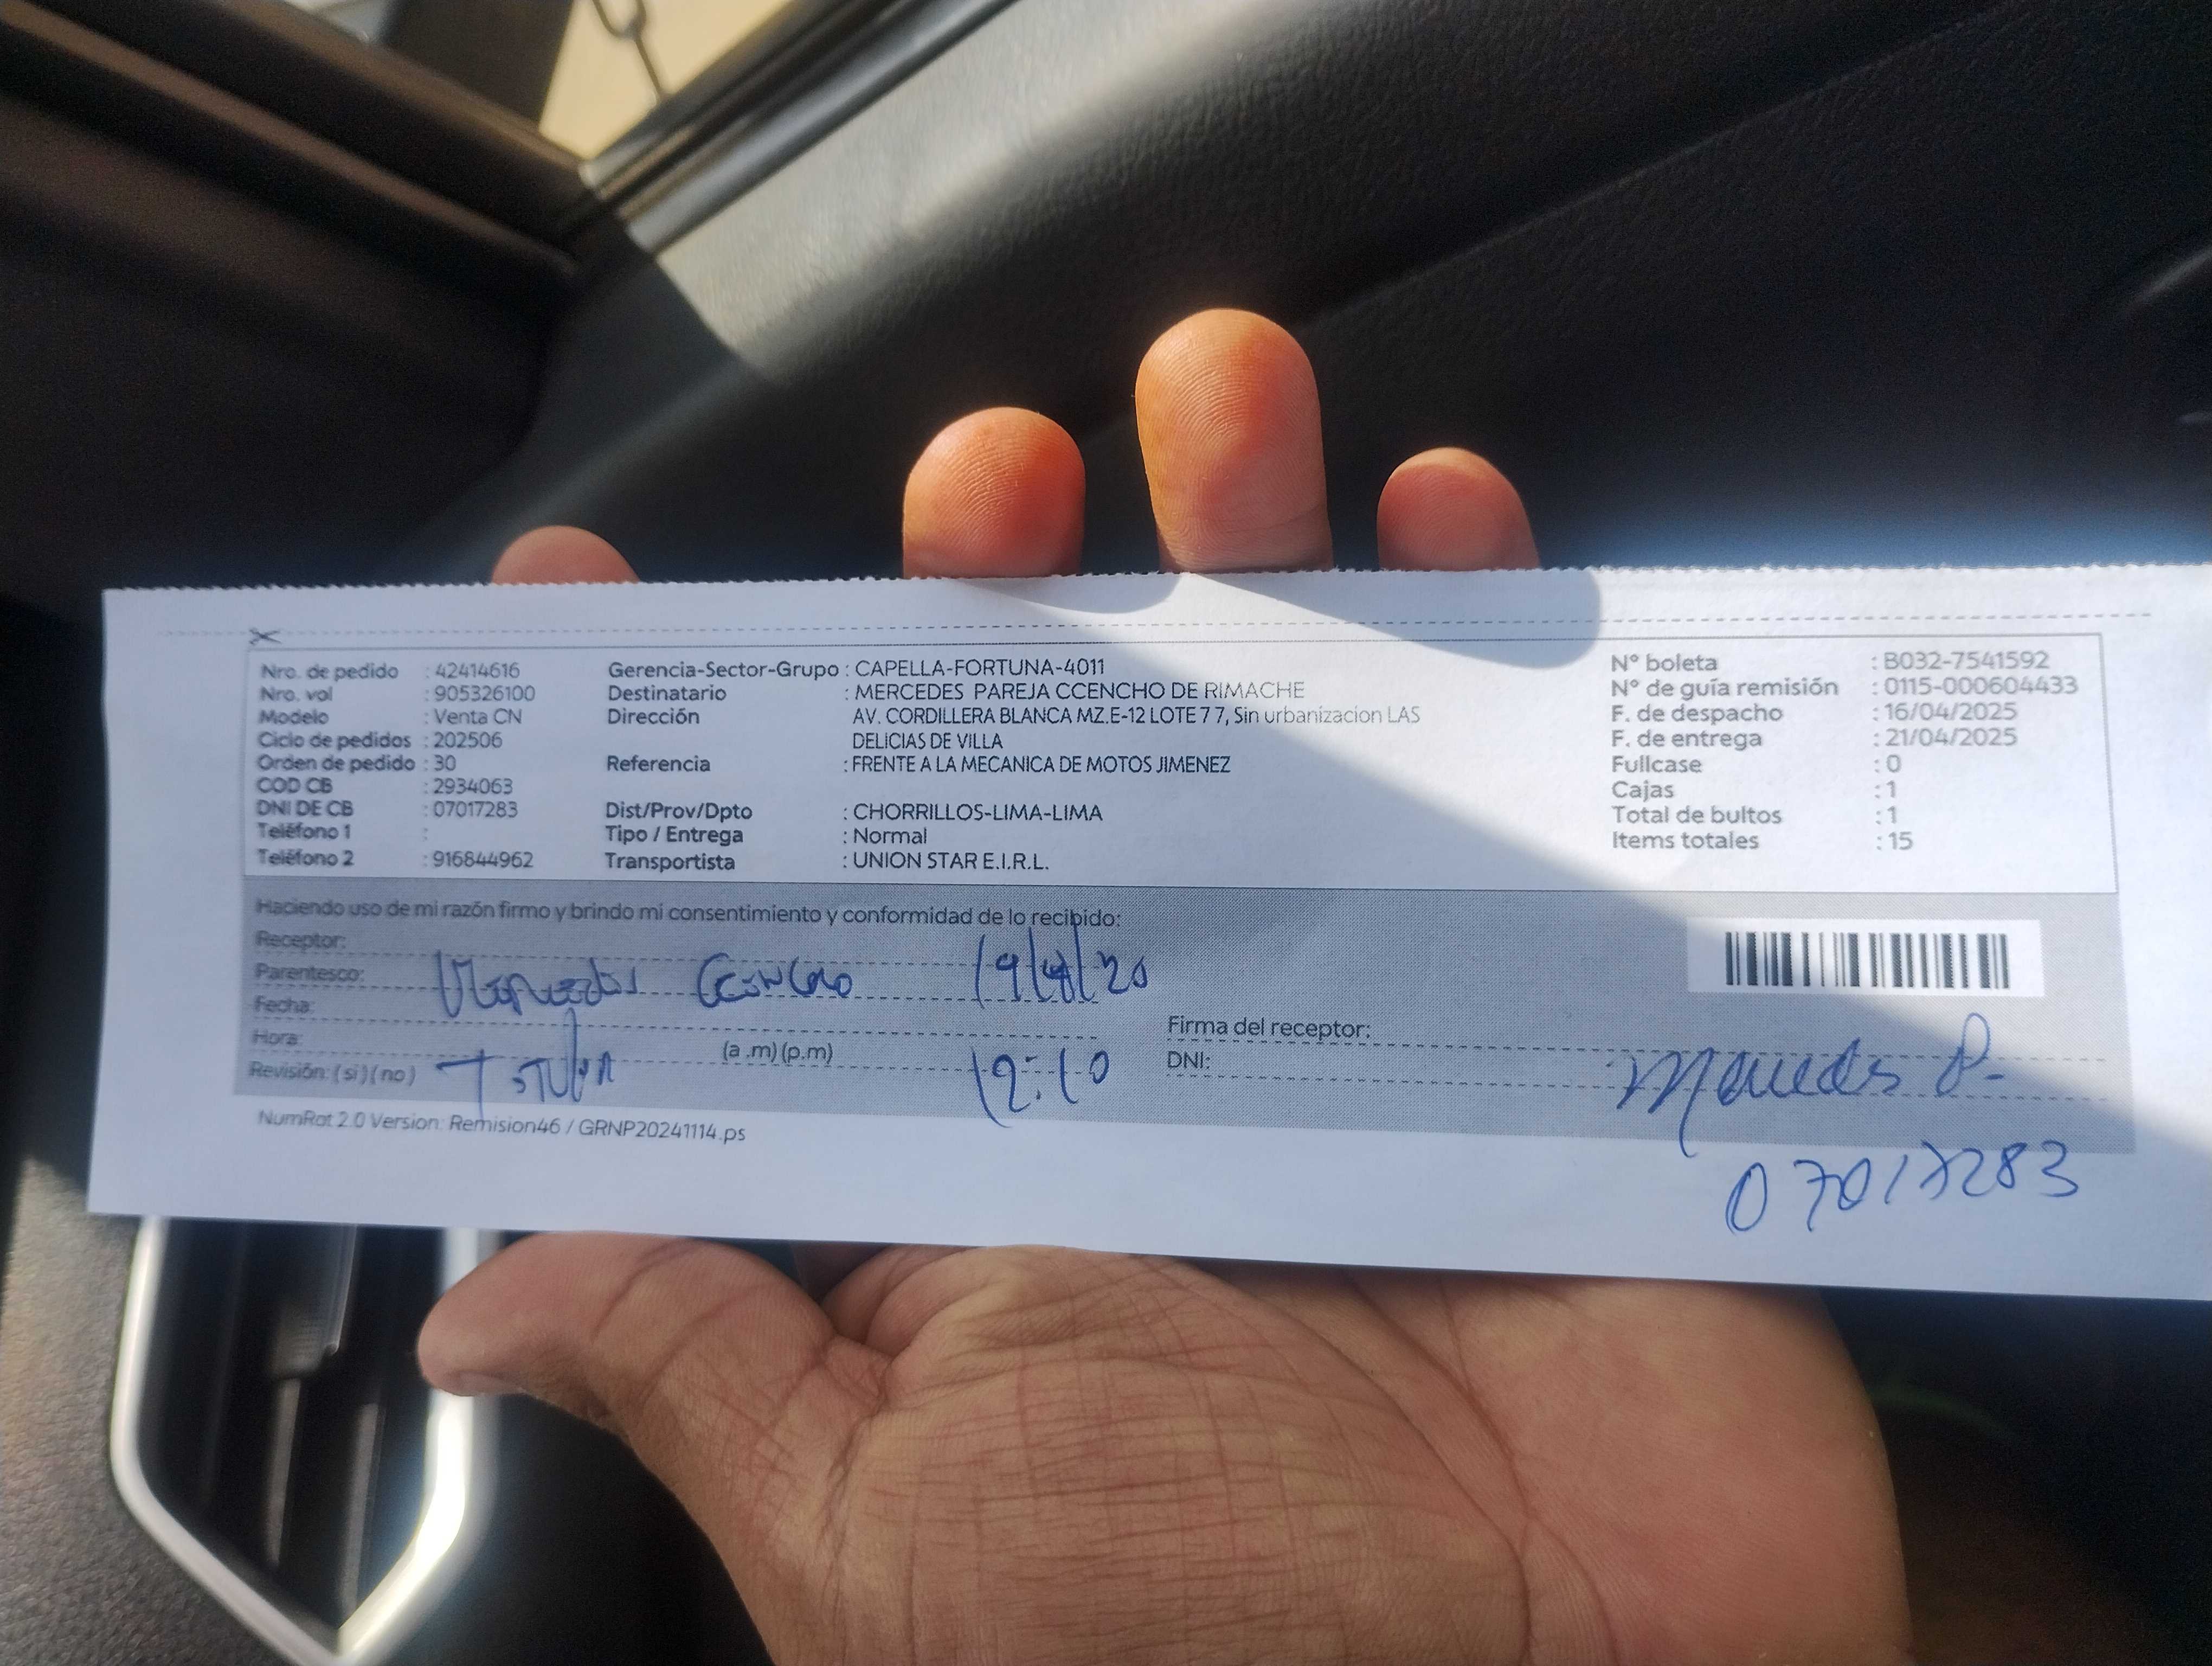 Nro. de pedido : 42414616
Nro. vol : 905326100
Modelo : Venta CN
Ciclo de pedidos : 202506
Orden de pedido : 30
COD CB : 2934063
DNI DE CB : 07017283
Teléfono 1 :
Teléfono 2 : 916844962
Gerencia-Sector-Grupo : CAPELLA-FORTUNA-4011
Destinatario : MERCEDES PAREJA CCENCHO DE RIMACHE
Dirección AV. CORDILLERA BLANCA MZ.E-12 LOTE 7 7, Sin urbanizacion LAS
DELICIAS DE VILLA
Referencia : FRENTE A LA MECANICA DE MOTOS JIMENEZ
Dist/Prov/Dpto : CHORRILLOS-LIMA-LIMA
Tipo / Entrega : Normal
Transportista : UNION STAR E.I.R.L.
N° boleta : B032-7541592
N° de guía remisión : 0115-000604433
F. de despacho : 16/04/2025
F. de entrega : 21/04/2025
Fullcase : 0
Cajas : 1
Total de bultos : 1
Items totales : 15
Haciendo uso de mi razón firmo y brindo mi consentimiento y conformidad de lo recibido:
Receptor:
Parentesco:
Fecha:
Hora: (a .m) (p.m)
Revisión: ( si ) ( no )
12:10
Firma del receptor:
DNI:
Mercedes P.
07017283
NumRot 2.0 Version: Remision46 / GRNP20241114.ps